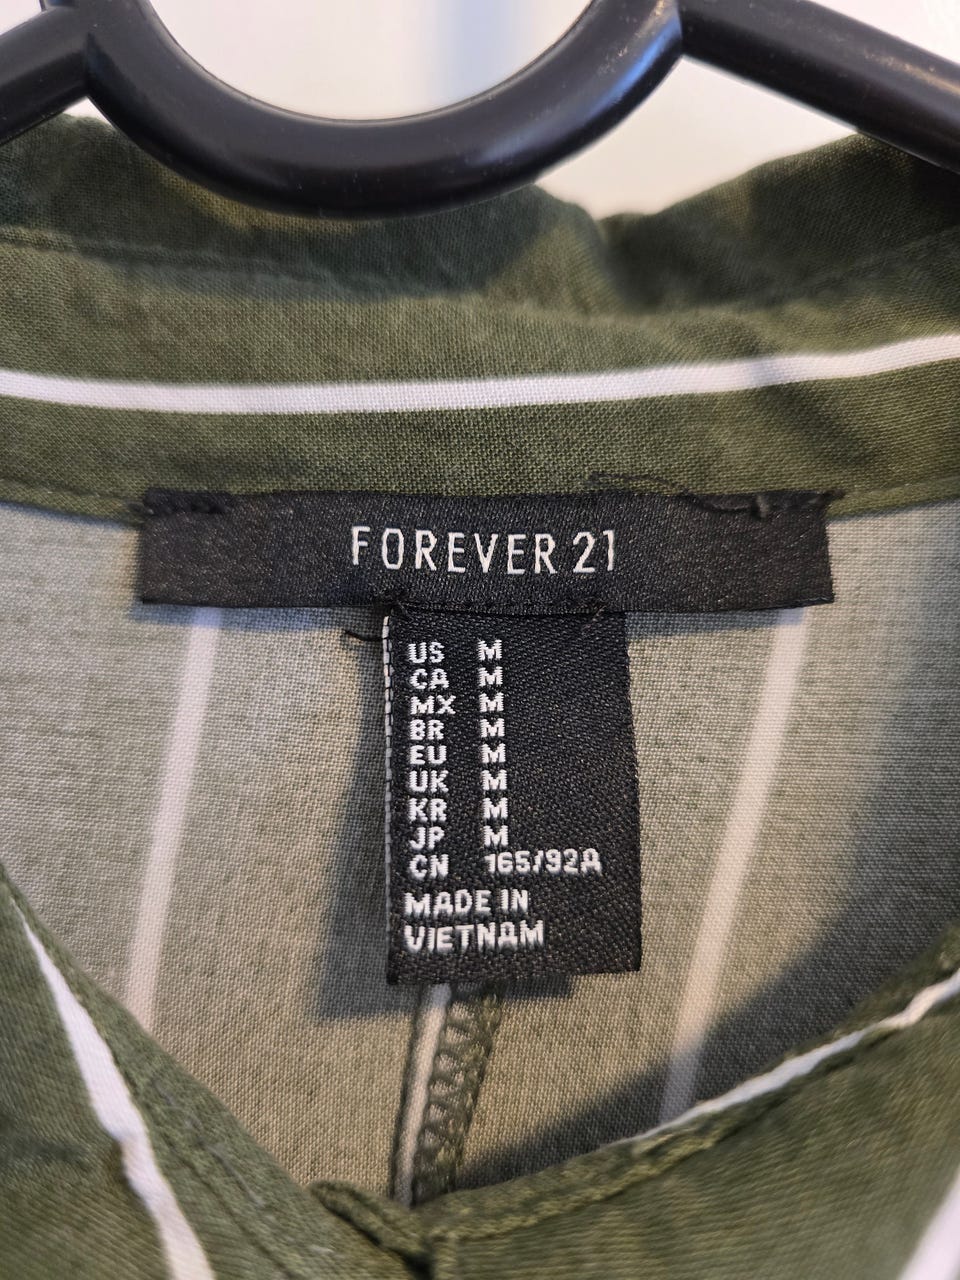 FOREVER 21
US M
CA M
MX M
BR M
EU M
UK M
KR M
JP M
CN 165/92A
MADE IN
VIETNAM